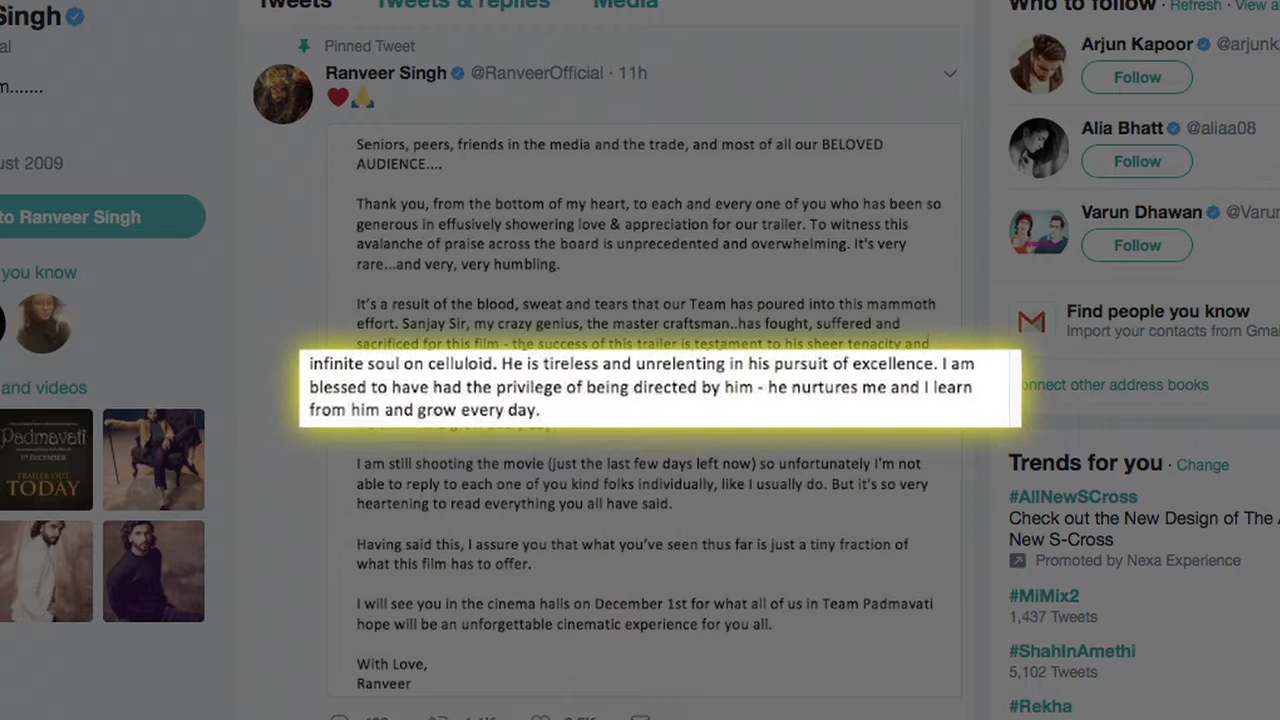 Singh
al
m.......
ust 2009
to Ranveer Singh
you know
and videos
Padmavati
1ST DECEMBER
TRAILER OUT
TODAY
Tweets Tweets & replies Media
Pinned Tweet
Ranveer Singh @RanveerOfficial · 11h
❤️🙏
Seniors, peers, friends in the media and the trade, and most of all our BELOVED
AUDIENCE....
Thank you, from the bottom of my heart, to each and every one of you who has been so
generous in effusively showering love & appreciation for our trailer. To witness this
avalanche of praise across the board is unprecedented and overwhelming. It's very
rare...and very, very humbling.
It's a result of the blood, sweat and tears that our Team has poured into this mammoth
effort. Sanjay Sir, my crazy genius, the master craftsman..has fought, suffered and
sacrificed for this film - the success of this trailer is testament to his sheer tenacity and
infinite soul on celluloid. He is tireless and unrelenting in his pursuit of excellence. I am
blessed to have had the privilege of being directed by him - he nurtures me and I learn
from him and grow every day.
I am still shooting the movie (just the last few days left now) so unfortunately I'm not
able to reply to each one of you kind folks individually, like I usually do. But it's so very
heartening to read everything you all have said.
Having said this, I assure you that what you've seen thus far is just a tiny fraction of
what this film has to offer.
I will see you in the cinema halls on December 1st for what all of us in Team Padmavati
hope will be an unforgettable cinematic experience for you all.
With Love,
Ranveer
Who to follow · Refresh · View a
Arjun Kapoor @arjunk
Follow
Alia Bhatt @aliaa08
Follow
Varun Dhawan @Varun
Follow
Find people you know
Import your contacts from Gmai
onnect other address books
Trends for you · Change
#AllNewSCross
Check out the New Design of The
New S-Cross
Promoted by Nexa Experience
#MiMix2
1,437 Tweets
#ShahInAmethi
5,102 Tweets
#Rekha